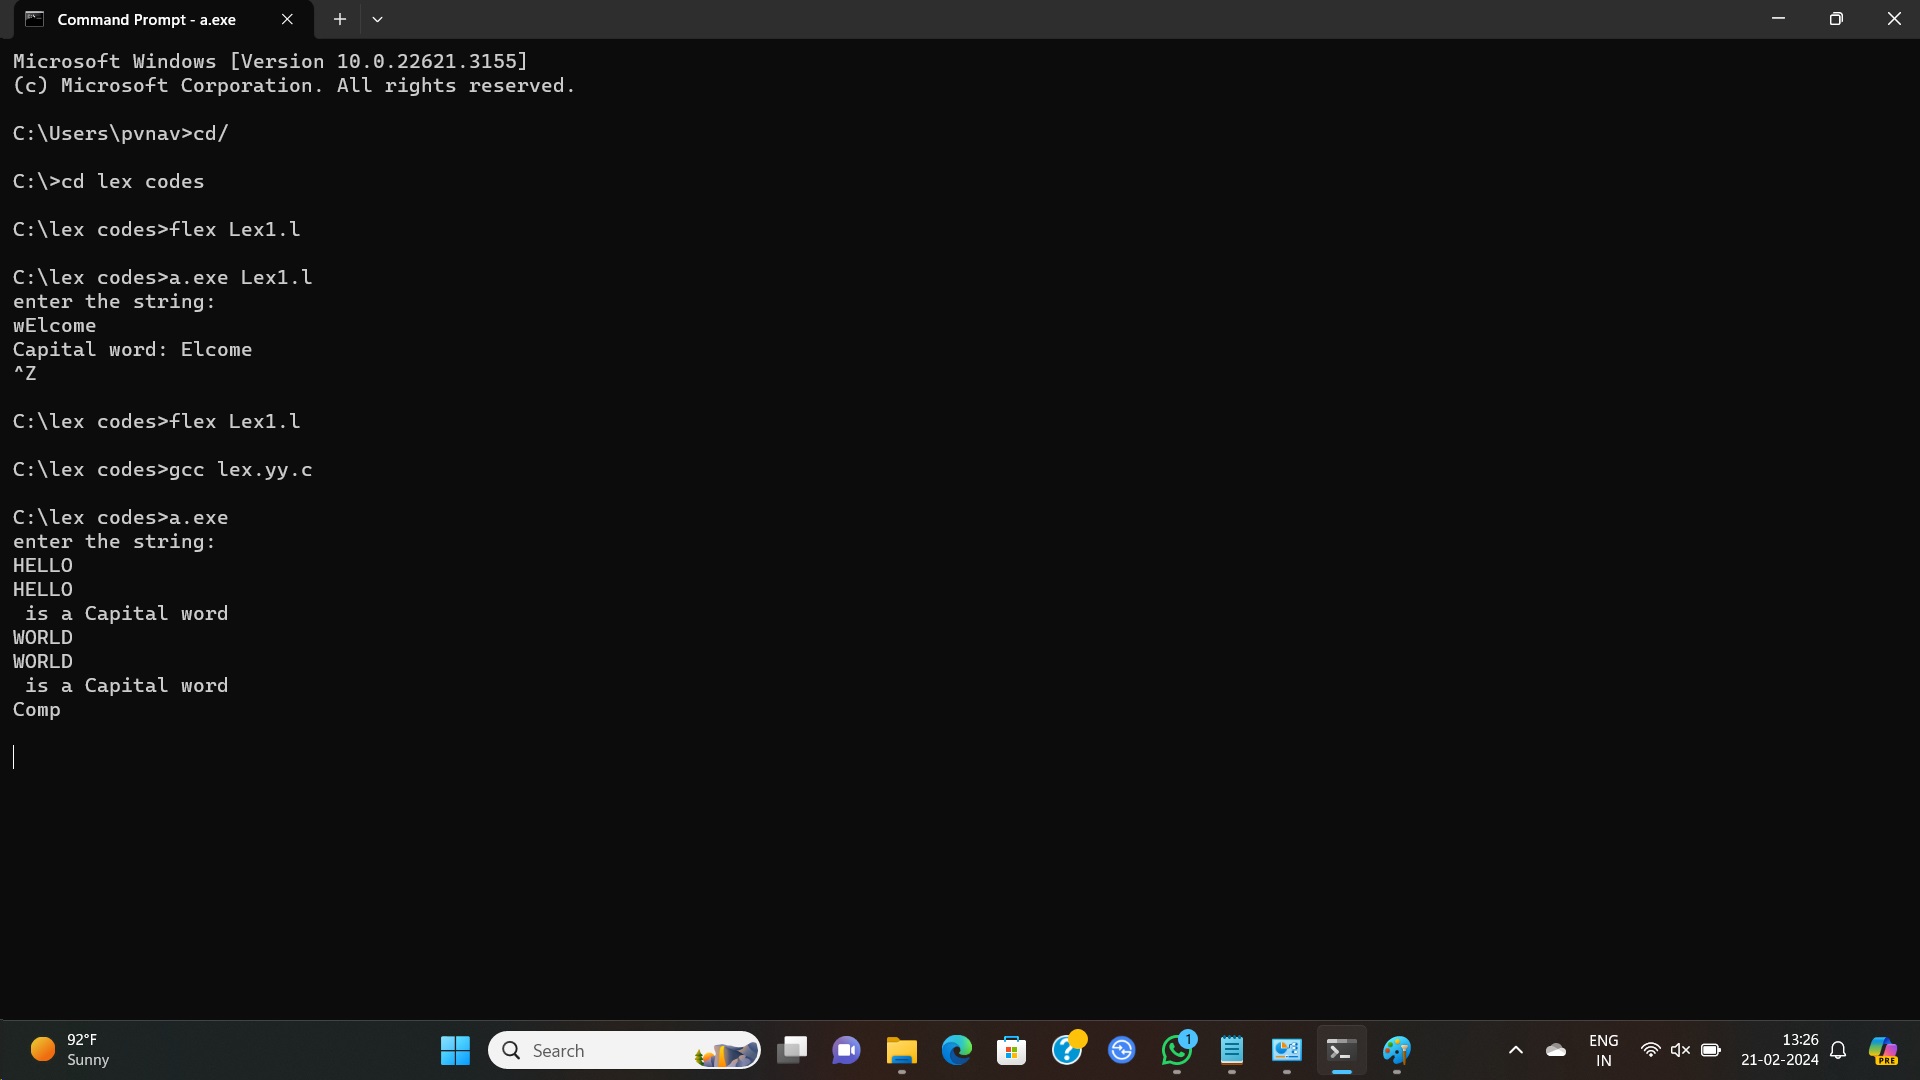 Command Prompt - a.exe
Microsoft Windows [Version 10.0.22621.3155]
(c) Microsoft Corporation. All rights reserved.
C:\Users\pvnav>cd/
C:\>cd lex codes
C:\lex codes>flex Lex1.l
C:\lex codes>a.exe Lex1.l
enter the string:
wElcome
Capital word: Elcome
^Z
C:\lex codes>flex Lex1.l
C:\lex codes>gcc lex.yy.c
C:\lex codes>a.exe
enter the string:
HELLO
HELLO
 is a Capital word
WORLD
WORLD
 is a Capital word
Comp
92°F
Sunny
Search
1
ENG
IN
13:26
21-02-2024
PRE